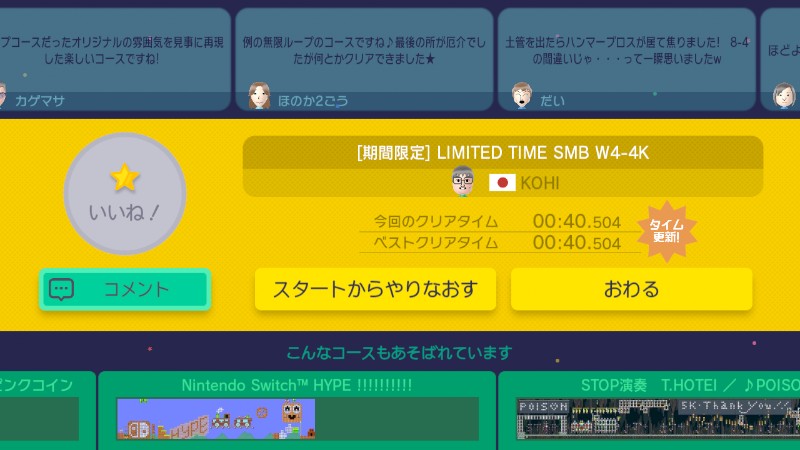 プコースだったオリジナルの雰囲気を見事に再現
した楽しいコースですね!
カゲマサ
例の無限ループのコースですね♪最後の所が厄介でし
たが何とかクリアできました★
ほのか2ごう
土管を出たらハンマーブロスが居て焦りました! 8-4
の間違いじゃ・・・って一瞬思いましたw
だい
ほどよ
いいね!
[期間限定] LIMITED TIME SMB W4-4K
KOHI
今回のクリアタイム 00:40.504
ベストクリアタイム 00:40.504
タイム
更新!
コメント
スタートからやりなおす
おわる
こんなコースもあそばれています
ピンクコイン
Nintendo Switch™ HYPE !!!!!!!!!!
HYPE
STOP演奏 T.HOTEI / ♪POISO
POISON
SK・Thank You!!